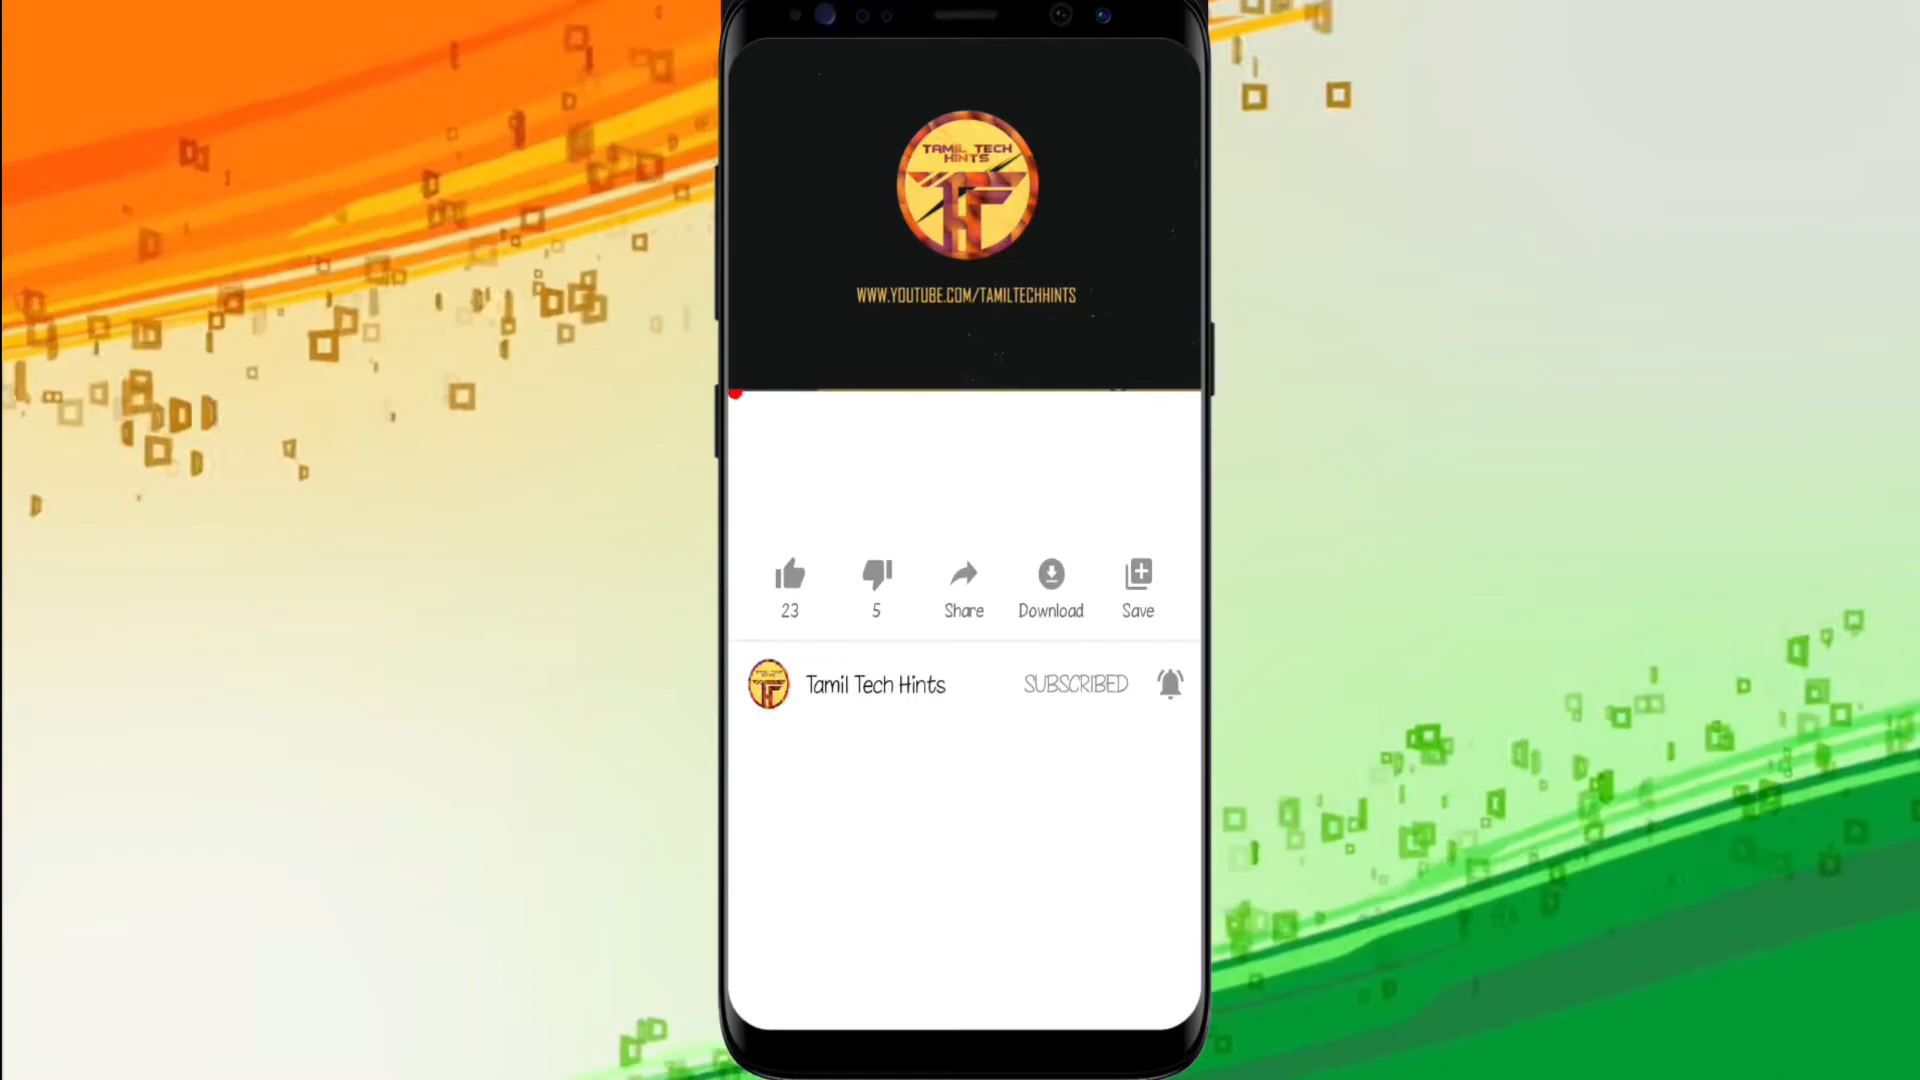 TAMIL TECH
HINTS
WWW.YOUTUBE.COM/TAMILTECHHINTS
23
5
Share
Download
Save
Tamil Tech Hints
SUBSCRIBED